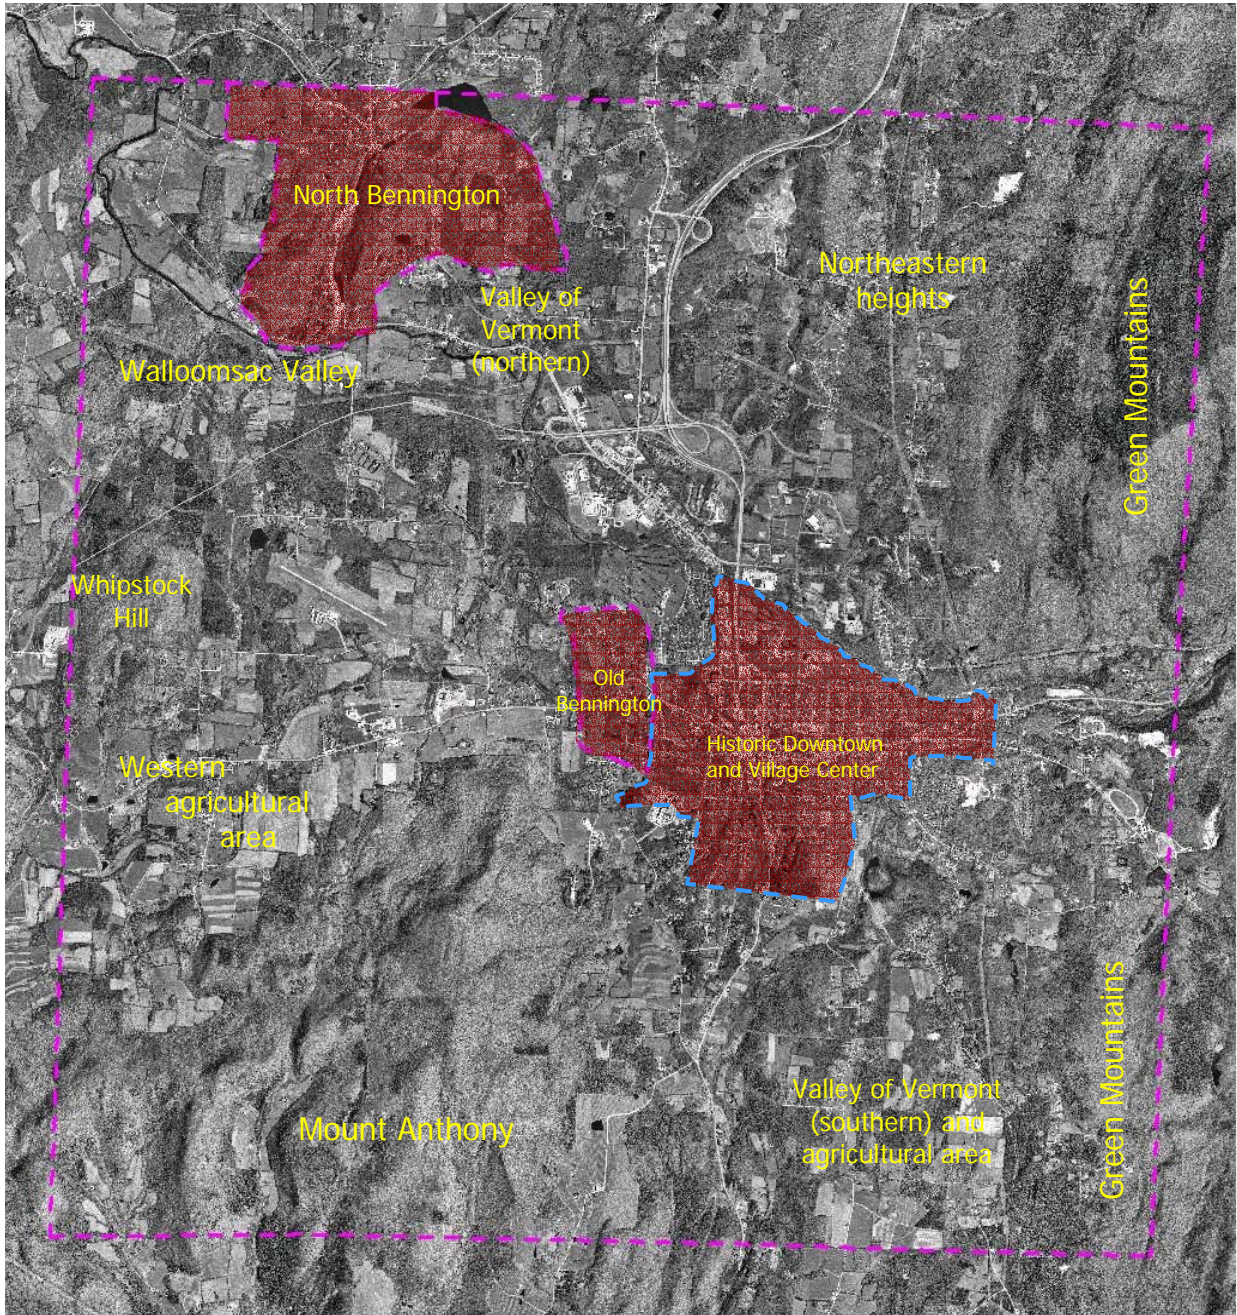 North Bennington
Northeastern
heights
Valley of
Vermont
(northern)
Green Mountains
Walloomsac Valley
Whipstock
Hill
Old
Bennington
Historic Downtown
and Village Center
Western
agricultural
area
Green Mountains
Valley of Vermont
(southern) and
agricultural area
Mount Anthony